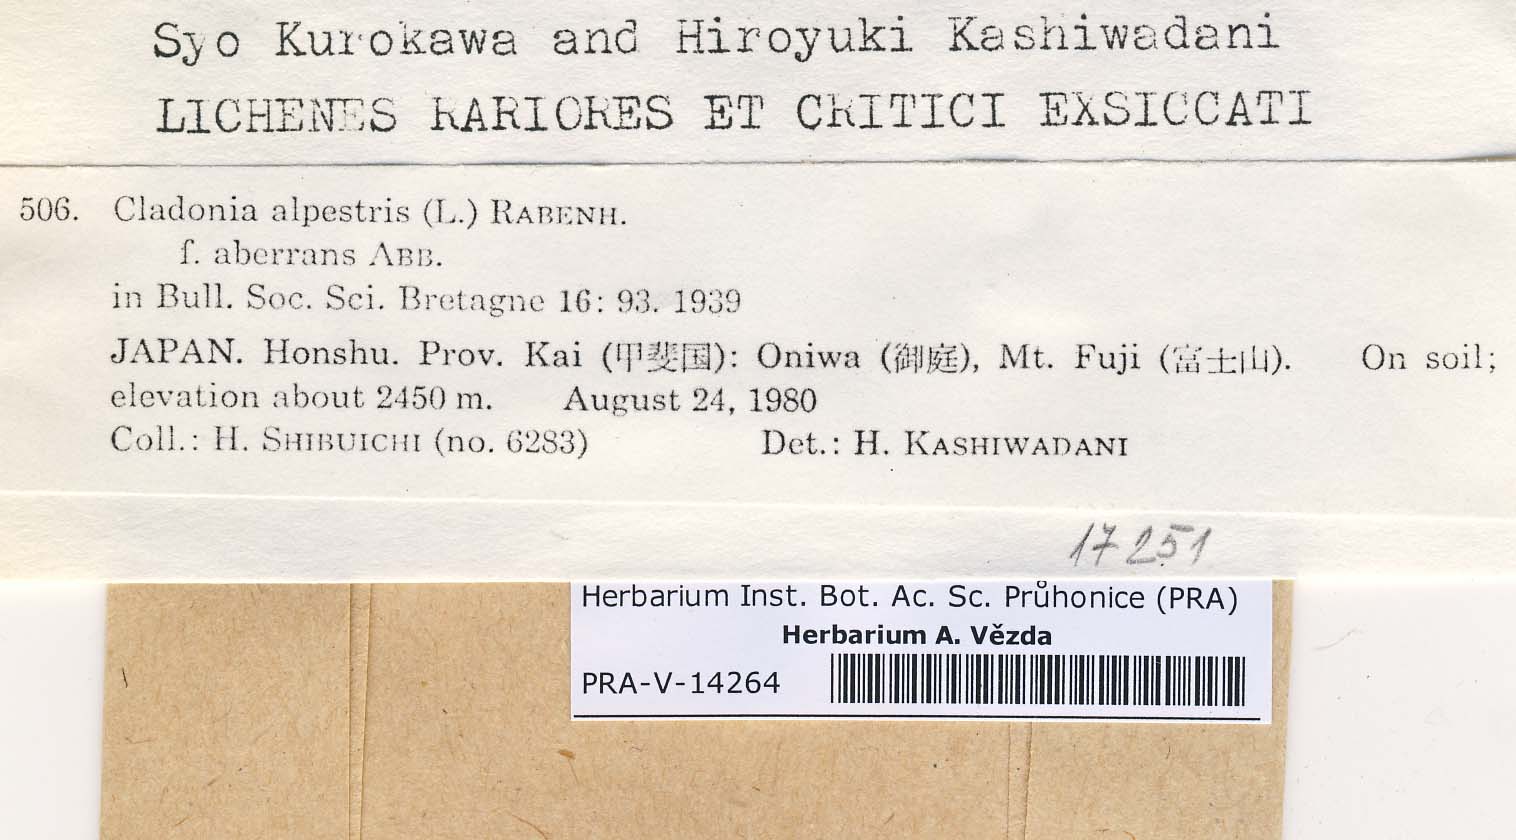 Syo Kurokawa and Hiroyuki Kashiwadani
LICHENES RARIORES ET CRITICI EXSICCATI
506. Cladonia alpestris (L.) RABENH.
f. aberrans ABB.
in Bull. Soc. Sci. Bretagne 16: 93. 1939
JAPAN. Honshu. Prov. Kai (甲斐国): Oniwa (御庭), Mt. Fuji (富士山). On soil;
elevation about 2450 m. August 24, 1980
Coll.: H. SHIBUICHI (no. 6283) Det.: H. KASHIWADANI
17251
Herbarium Inst. Bot. Ac. Sc. Průhonice (PRA)
Herbarium A. Vězda
PRA-V-14264